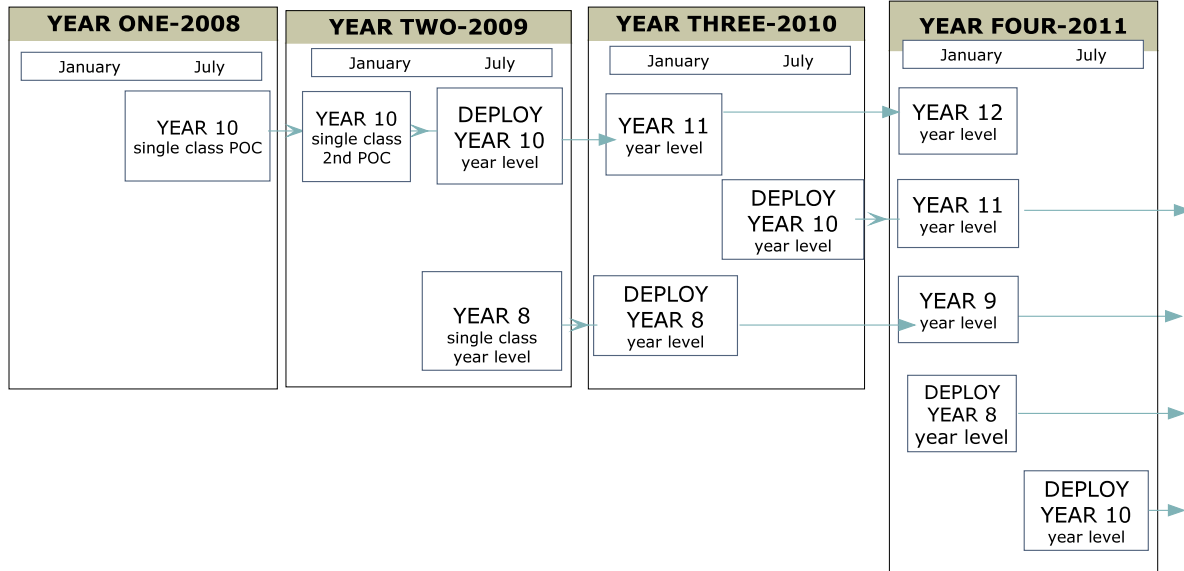 YEAR ONE-2008
January July
YEAR 10
single class POC
YEAR TWO-2009
January July
YEAR 10
single class
2nd POC
DEPLOY
YEAR 10
year level
YEAR 8
single class
year level
YEAR THREE-2010
January July
YEAR 11
year level
DEPLOY
YEAR 10
year level
DEPLOY
YEAR 8
year level
YEAR FOUR-2011
January July
YEAR 12
year level
YEAR 11
year level
YEAR 9
year level
DEPLOY
YEAR 8
year level
DEPLOY
YEAR 10
year level